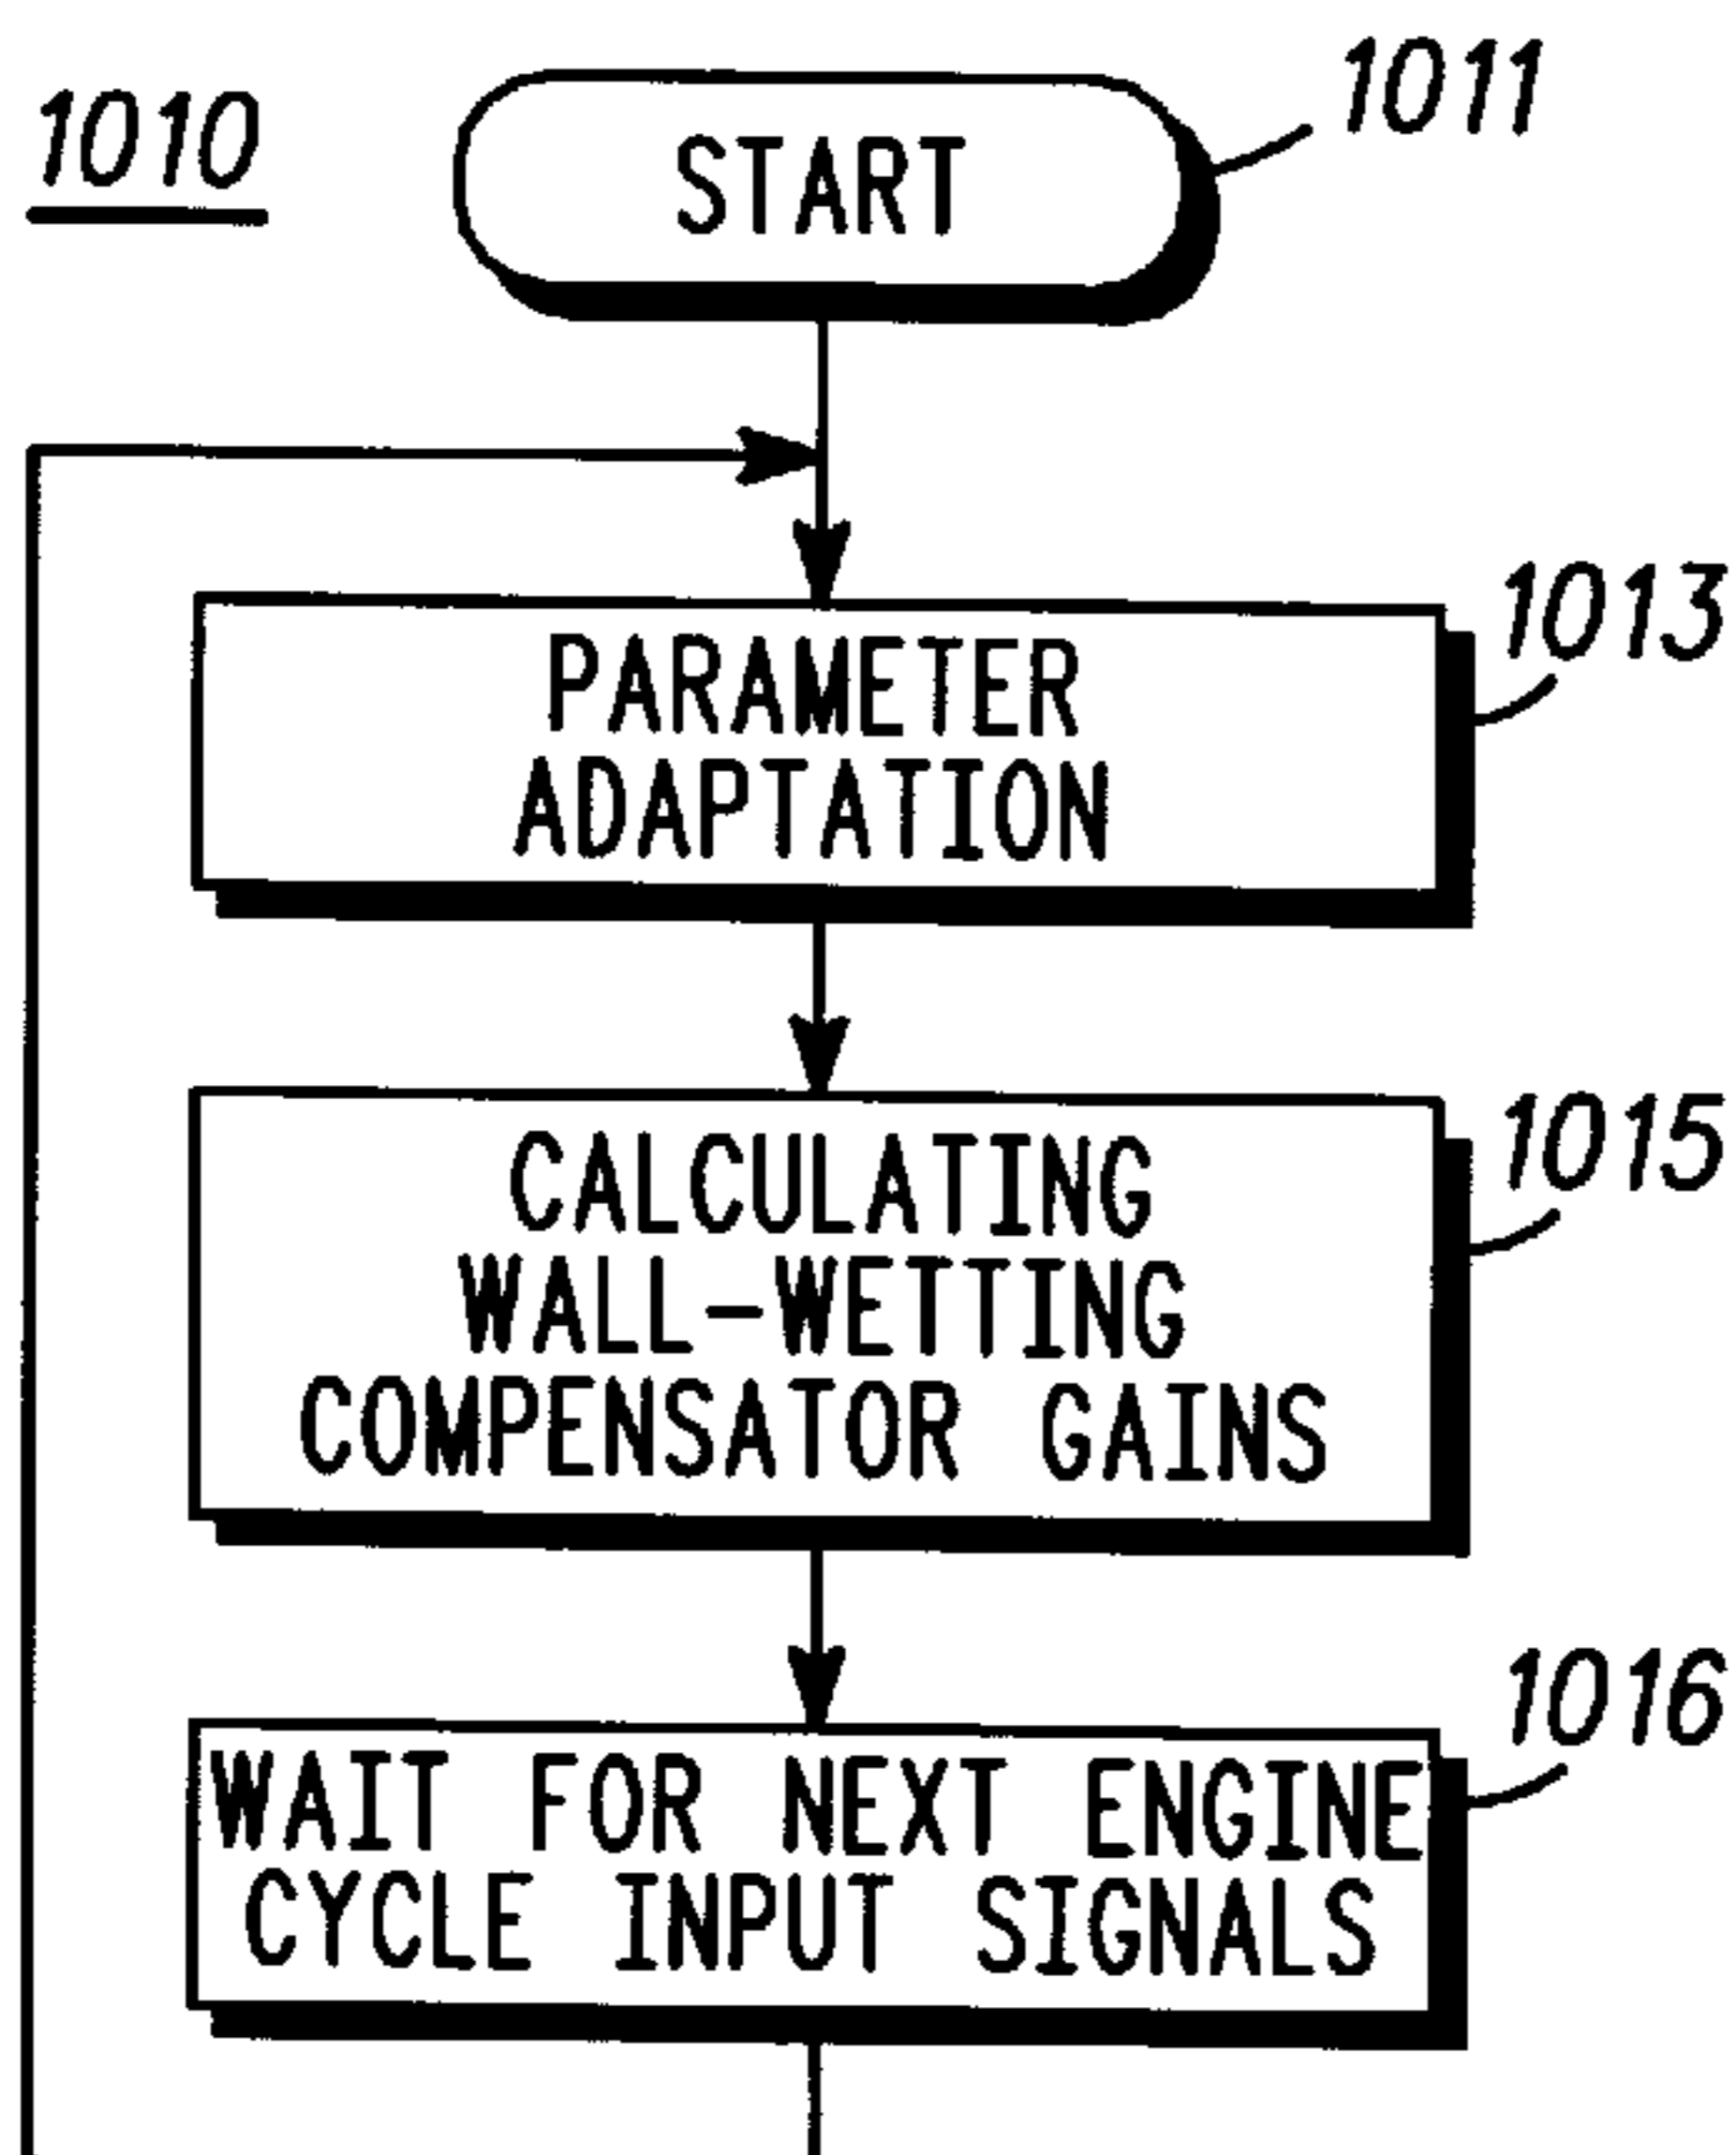 1010
1011
START
1013
PARAMETER
ADAPTATION
1015
CALCULATING
WALL-WETTING
COMPENSATOR GAINS
1016
WAIT FOR NEXT ENGINE
CYCLE INPUT SIGNALS